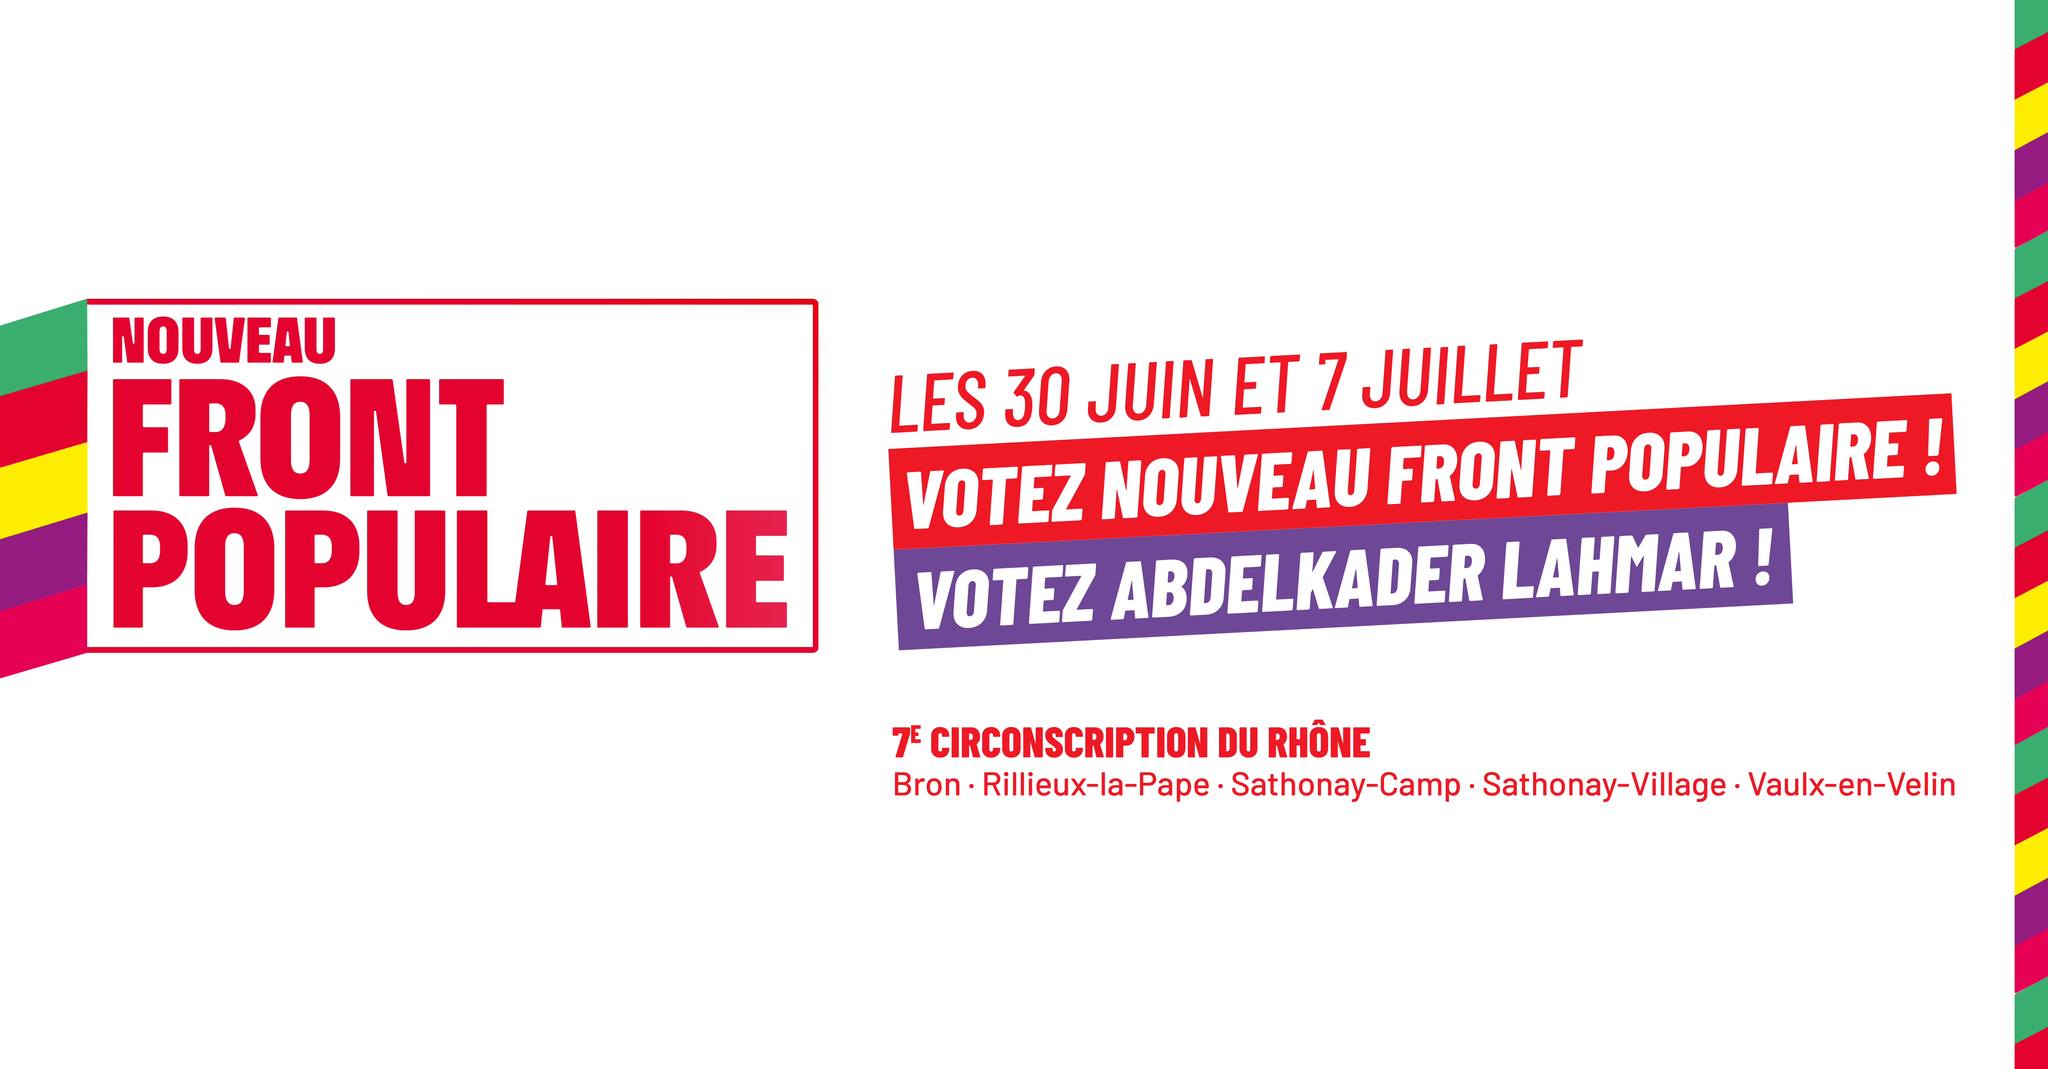 NOUVEAU
FRONT
POPULAIRE
LES 30 JUIN ET 7 JUILLET
VOTEZ NOUVEAU FRONT POPULAIRE !
VOTEZ ABDELKADER LAHMAR !
7E CIRCONSCRIPTION DU RHÔNE
Bron · Rillieux-la-Pape · Sathonay-Camp · Sathonay-Village · Vaulx-en-Velin